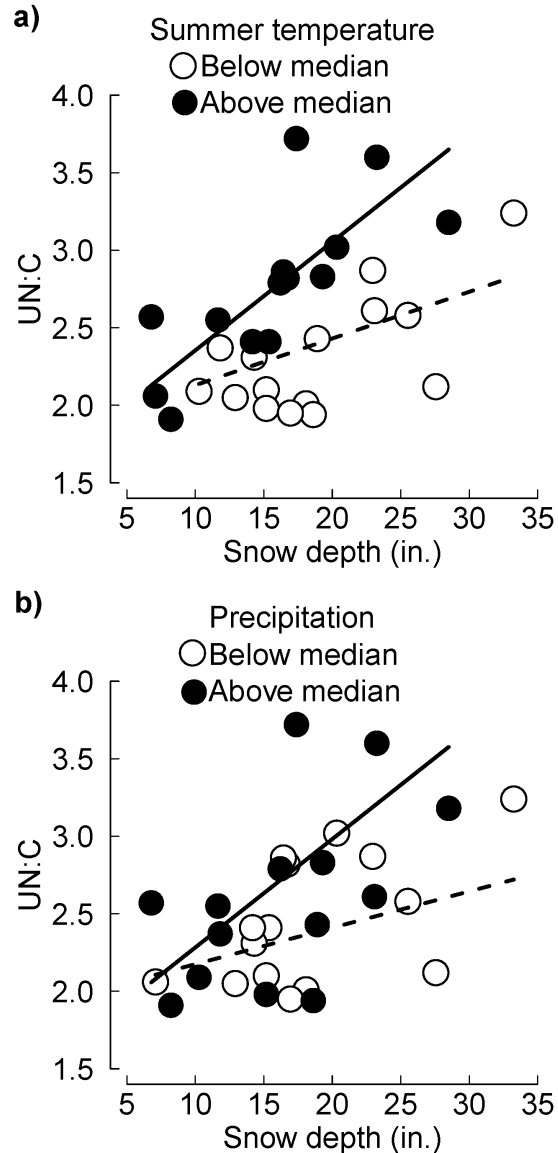 a)
Summer temperature
Below median
Above median
4.0
3.5
3.0
2.5
2.0
1.5
UN:C
5 10 15 20 25 30 35
Snow depth (in.)
b)
Precipitation
Below median
Above median
4.0
3.5
3.0
2.5
2.0
1.5
UN:C
5 10 15 20 25 30 35
Snow depth (in.)